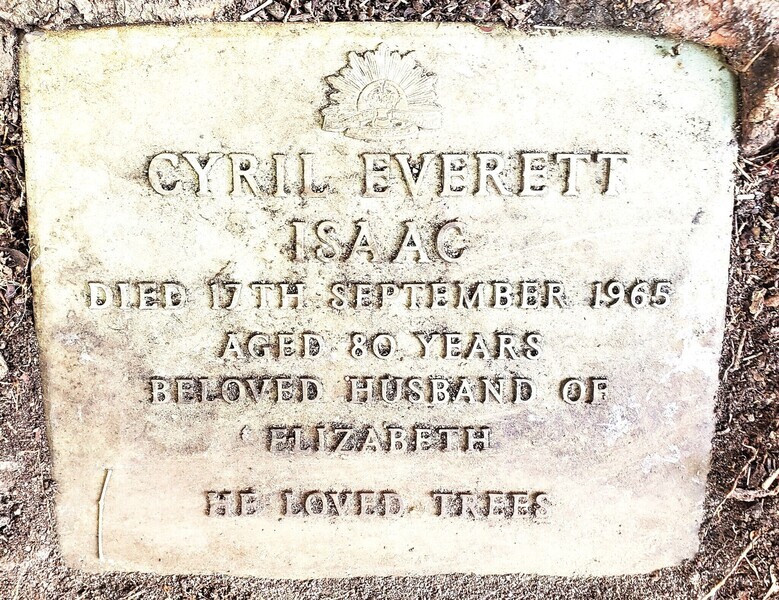 CYRIL EVERETT
ISAAC
DIED 17TH SEPTEMBER 1965
AGED 80 YEARS
BELOVED HUSBAND OF
ELIZABETH
HE LOVED TREES